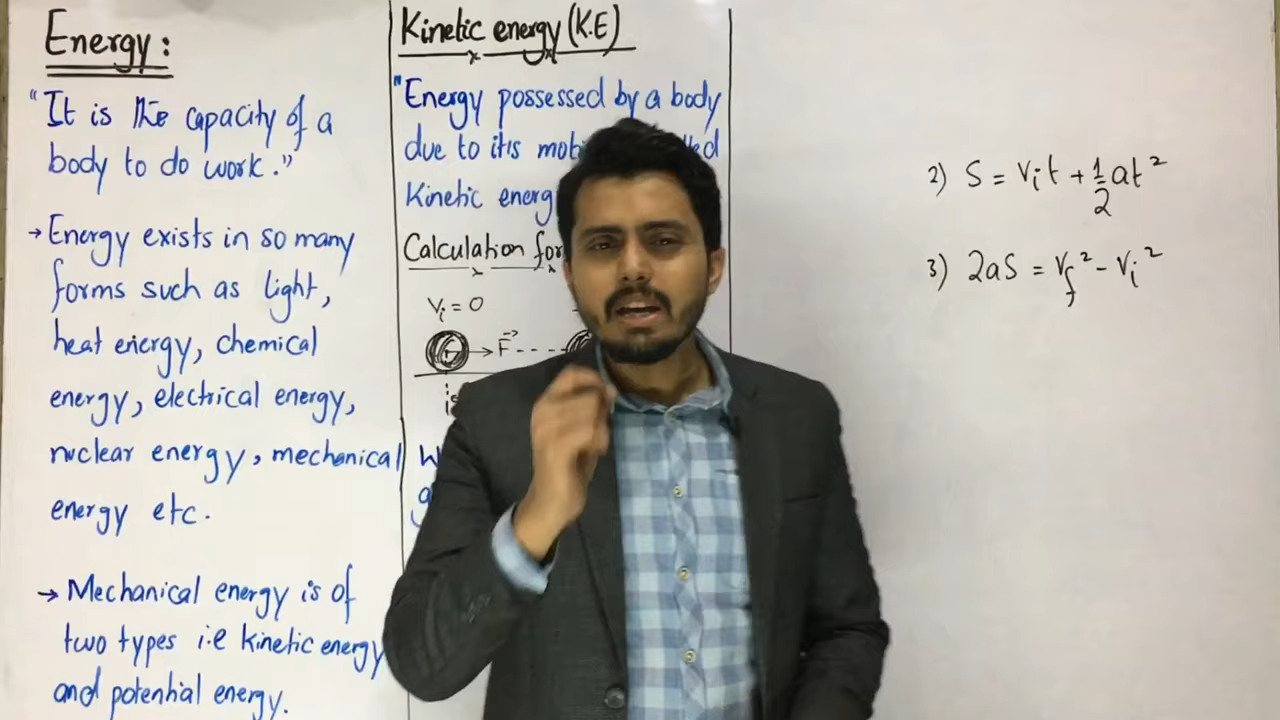 Energy:
"It is the capacity of a
body to do work."
→ Energy exists in so many
forms such as light,
heat energy, chemical
energy, electrical energy,
nuclear energy, mechanical
energy etc.
→ Mechanical energy is of
two types i.e kinetic energy
and potential energy.
Kinetic energy (K.E)
"Energy possessed by a body
due to its
Kinetic
Calculation for
Vi = 0
F
2) S = Vit + 1/2 at²
3) 2aS = Vf² - Vi²